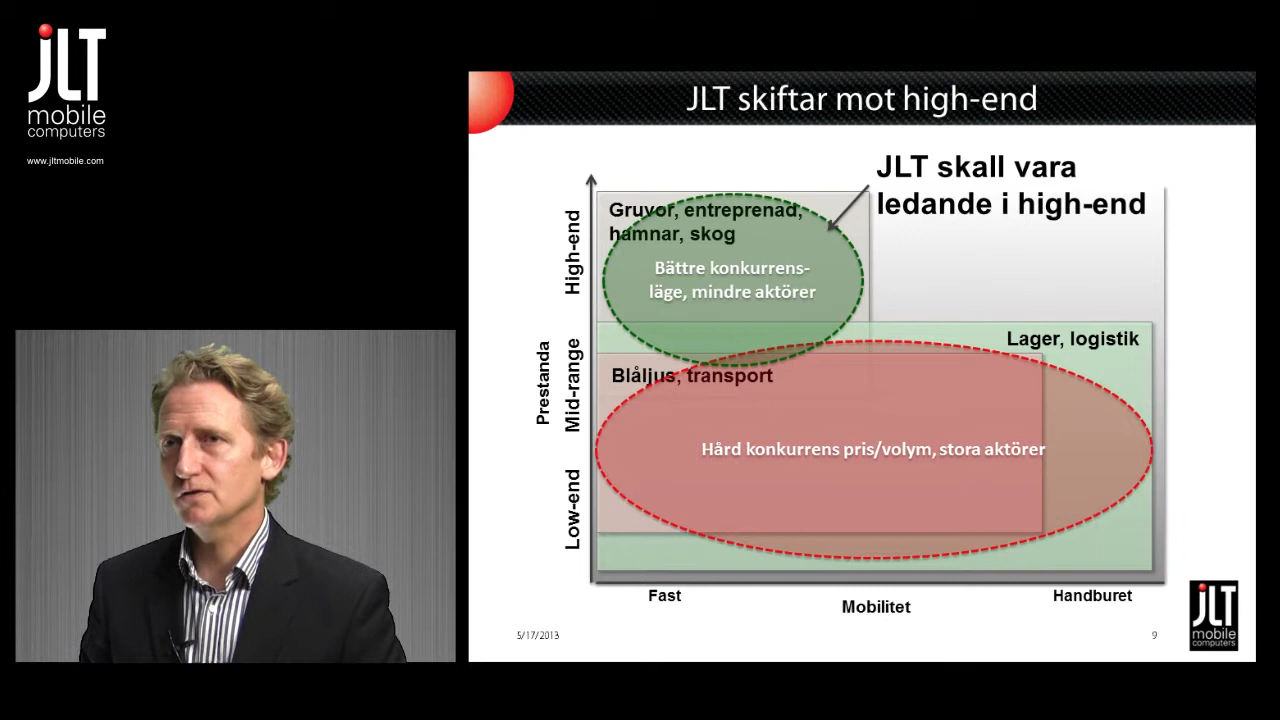 JLT
mobile
computers
www.jltmobile.com
JLT skiftar mot high-end
JLT skall vara
ledande i high-end
Gruvor, entreprenad,
hamnar, skog
Bättre konkurrens-
läge, mindre aktörer
Lager, logistik
Blåljus, transport
Hård konkurrens pris/volym, stora aktörer
Prestanda
High-end
Mid-range
Low-end
Fast
Mobilitet
Handburet
5/17/2013
9
JLT
mobile
computers